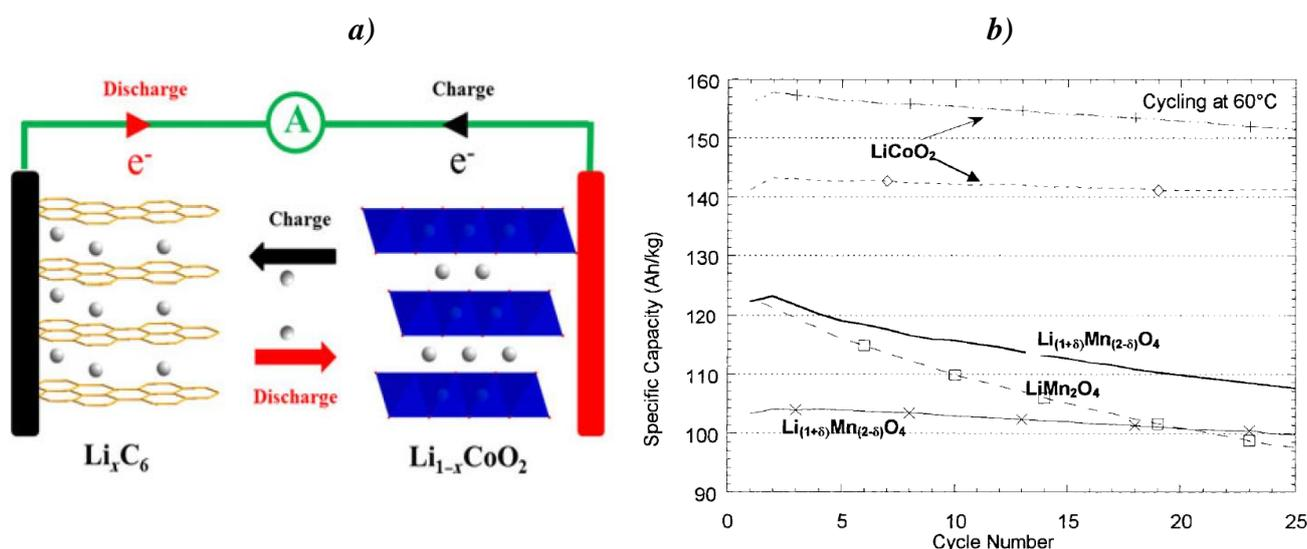 a)
Discharge
Charge
A
e-
e-
Charge
Discharge
LixC6
Li1–xCoO2
b)
160
150
140
130
120
110
100
90
Specific Capacity (Ah/kg)
Cycling at 60°C
LiCoO2
Li(1+δ)Mn(2-δ)O4
LiMn2O4
Li(1+δ)Mn(2-δ)O4
0
5
10
15
20
25
Cycle Number